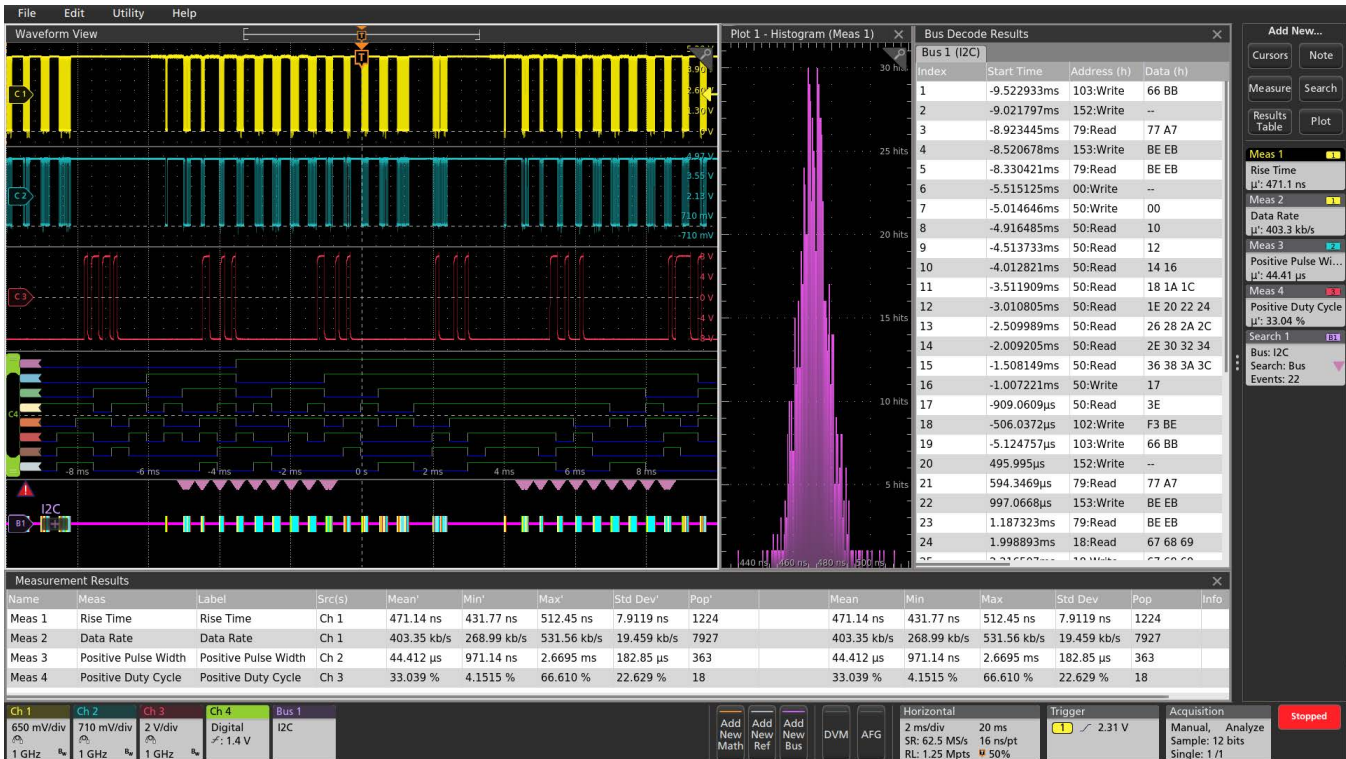 File Edit Utility Help
Waveform View
T
T
C1
2.60 V
1.30 V
0 V
C2
4.97 V
3.55 V
2.13 V
710 mV
-710 mV
C3
8 V
4 V
0 V
-4 V
-8 V
C4
-8 ms -6 ms -4 ms -2 ms 0 s 2 ms 4 ms 6 ms 8 ms
I2C
B1
Plot 1 - Histogram (Meas 1)
30 hits
25 hits
20 hits
15 hits
10 hits
5 hits
440 ns 460 ns 480 ns 500 ns
Bus Decode Results
Bus 1 (I2C)
Index Start Time Address (h) Data (h)
1 -9.522933ms 103:Write 66 BB
2 -9.021797ms 152:Write --
3 -8.923445ms 79:Read 77 A7
4 -8.520678ms 153:Write BE EB
5 -8.330421ms 79:Read BE EB
6 -5.515125ms 00:Write --
7 -5.014646ms 50:Write 00
8 -4.916485ms 50:Read 10
9 -4.513733ms 50:Read 12
10 -4.012821ms 50:Read 14 16
11 -3.511909ms 50:Read 18 1A 1C
12 -3.010805ms 50:Read 1E 20 22 24
13 -2.509989ms 50:Read 26 28 2A 2C
14 -2.009205ms 50:Read 2E 30 32 34
15 -1.508149ms 50:Read 36 38 3A 3C
16 -1.007221ms 50:Write 17
17 -909.0609µs 50:Read 3E
18 -506.0372µs 102:Write F3 BE
19 -5.124757µs 103:Write 66 BB
20 495.995µs 152:Write --
21 594.3469µs 79:Read 77 A7
22 997.0668µs 153:Write BE EB
23 1.187323ms 79:Read BE EB
24 1.998893ms 18:Read 67 68 69
Add New...
Cursors Note
Measure Search
Results Table Plot
Meas 1 1
Rise Time
µ': 471.1 ns
Meas 2 1
Data Rate
µ': 403.3 kb/s
Meas 3 2
Positive Pulse Wi...
µ': 44.41 µs
Meas 4 3
Positive Duty Cycle
µ': 33.04 %
Search 1 B1
Bus: I2C
Search: Bus
Events: 22
Measurement Results
Name Meas Label Src(s) Mean' Min' Max' Std Dev' Pop' Mean Min Max Std Dev Pop Info
Meas 1 Rise Time Rise Time Ch 1 471.14 ns 431.77 ns 512.45 ns 7.9119 ns 1224 471.14 ns 431.77 ns 512.45 ns 7.9119 ns 1224
Meas 2 Data Rate Data Rate Ch 1 403.35 kb/s 268.99 kb/s 531.56 kb/s 19.459 kb/s 7927 403.35 kb/s 268.99 kb/s 531.56 kb/s 19.459 kb/s 7927
Meas 3 Positive Pulse Width Positive Pulse Width Ch 2 44.412 µs 971.14 ns 2.6695 ms 182.85 µs 363 44.412 µs 971.14 ns 2.6695 ms 182.85 µs 363
Meas 4 Positive Duty Cycle Positive Duty Cycle Ch 3 33.039 % 4.1515 % 66.610 % 22.629 % 18 33.039 % 4.1515 % 66.610 % 22.629 % 18
Ch 1
650 mV/div
1 GHz Bw
Ch 2
710 mV/div
1 GHz Bw
Ch 3
2 V/div
1 GHz Bw
Ch 4
Digital
: 1.4 V
Bus 1
I2C
Add New Math
Add New Ref
Add New Bus
DVM
AFG
Horizontal
2 ms/div 20 ms
SR: 62.5 MS/s 16 ns/pt
RL: 1.25 Mpts 50%
Trigger
1 2.31 V
Acquisition
Manual, Analyze
Sample: 12 bits
Single: 1 /1
Stopped